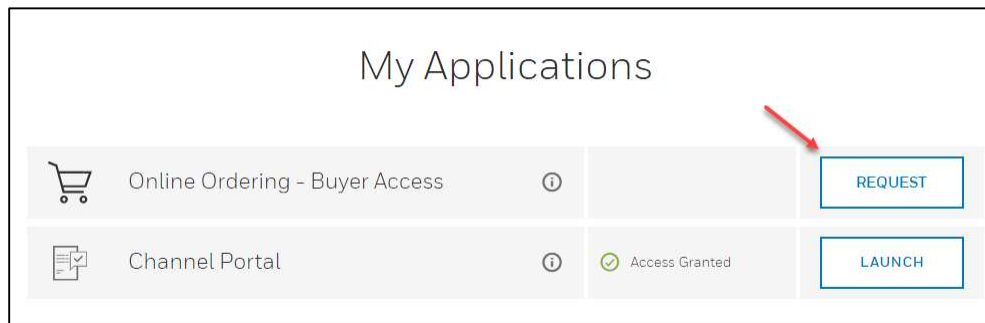 My Applications
Online Ordering - Buyer Access
REQUEST
Channel Portal
Access Granted
LAUNCH